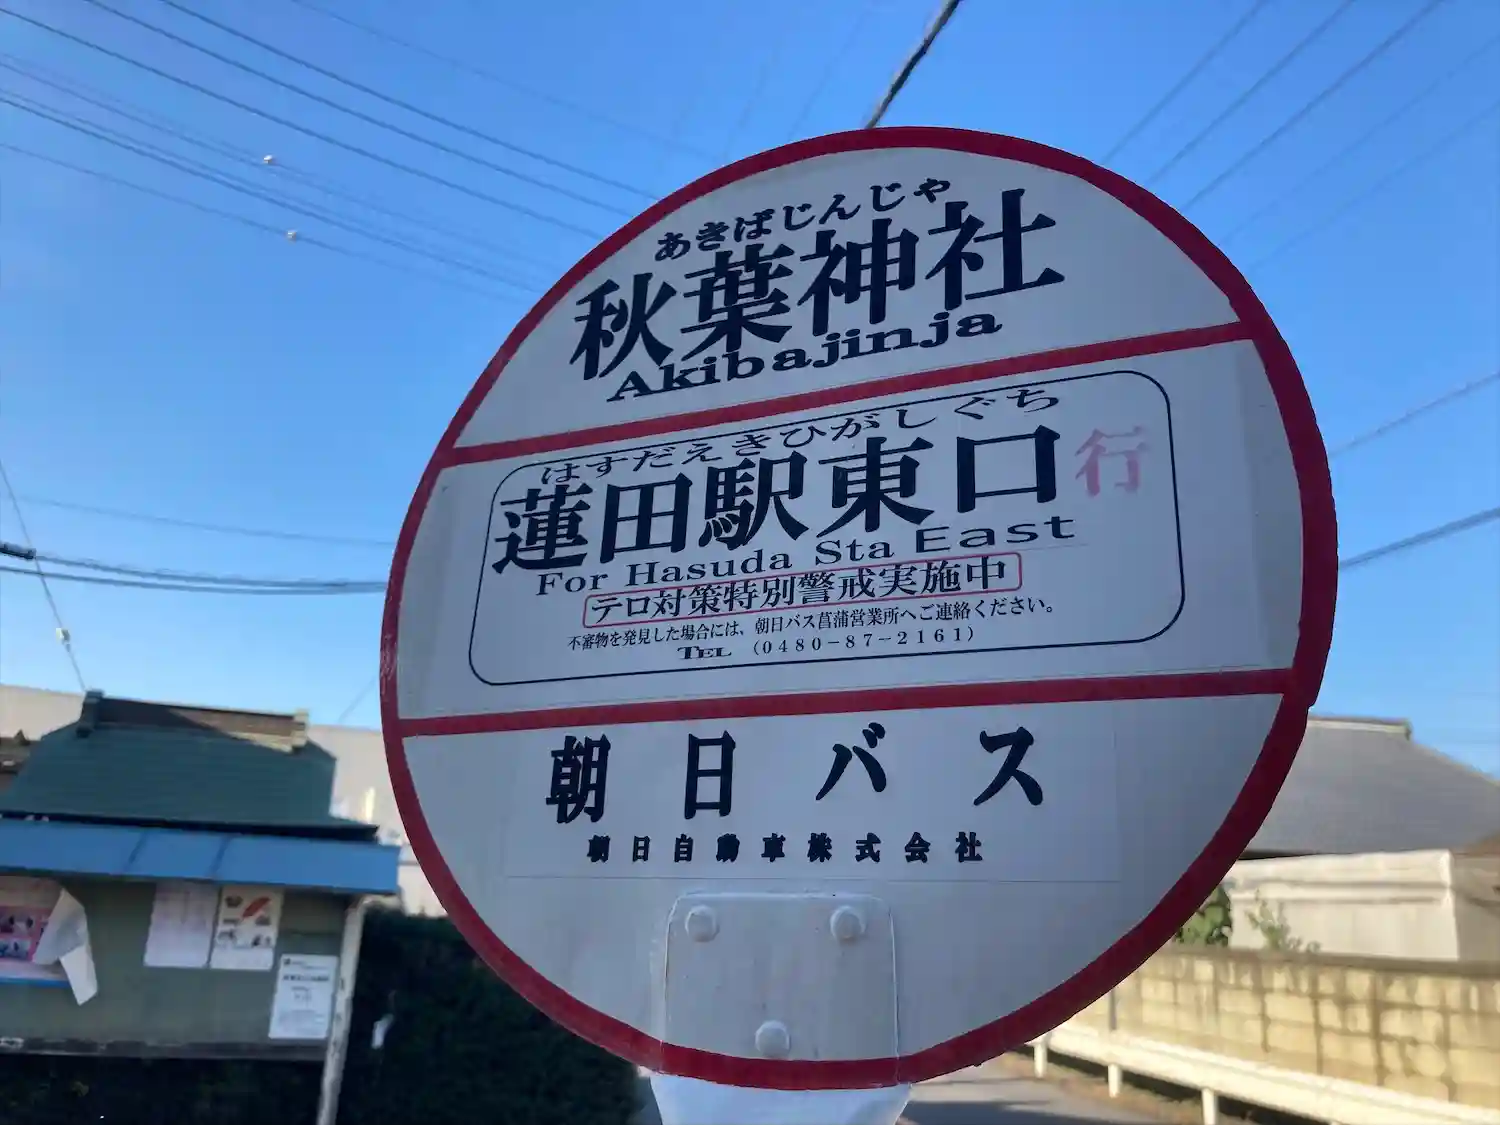 あきばじんじゃ
秋葉神社
Akibajinja
はすだえきひがしぐち
蓮田駅東口行
For Hasuda Sta East
テロ対策特別警戒実施中
不審物を発見した場合には、朝日バス菖蒲営業所へご連絡ください。
TEL (0480-87-2161)
朝日バス
朝日自動車株式会社